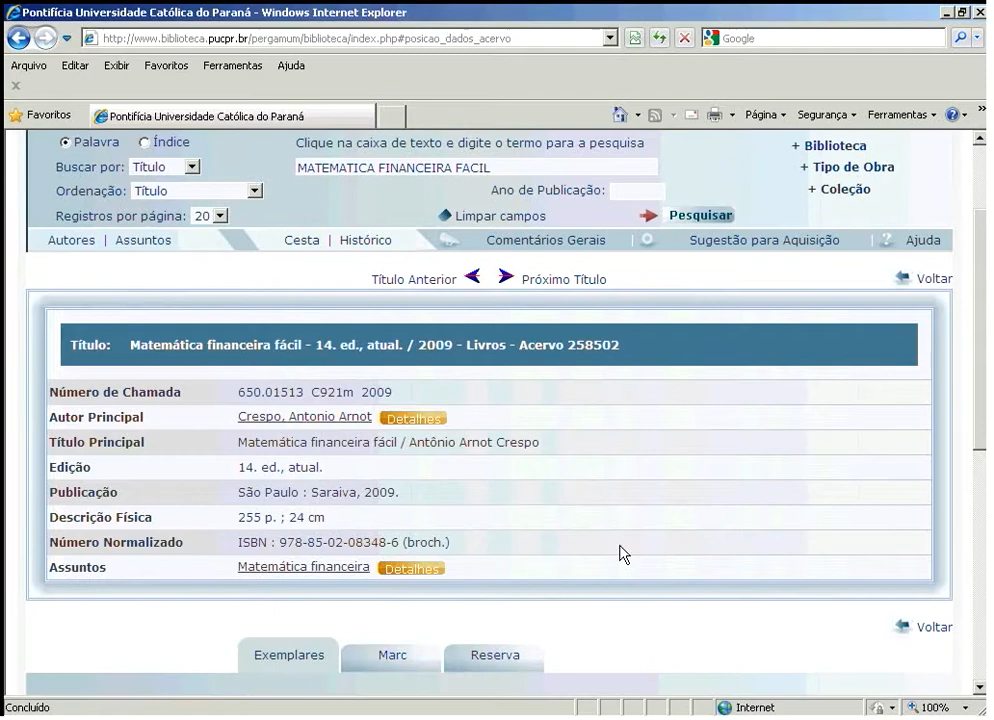 Pontifícia Universidade Católica do Paraná - Windows Internet Explorer
http://www.biblioteca.pucpr.br/pergamum/biblioteca/index.php#posicao_dados_acervo
Google
Arquivo Editar Exibir Favoritos Ferramentas Ajuda
x
Favoritos Pontifícia Universidade Católica do Paraná Página Segurança Ferramentas
Palavra Índice Clique na caixa de texto e digite o termo para a pesquisa + Biblioteca
Buscar por: Título MATEMATICA FINANCEIRA FACIL + Tipo de Obra
Ordenação: Título Ano de Publicação: + Coleção
Registros por página: 20 Limpar campos Pesquisar
Autores | Assuntos Cesta | Histórico Comentários Gerais | Sugestão para Aquisição | Ajuda
Título Anterior Próximo Título Voltar
Título: Matemática financeira fácil - 14. ed., atual. / 2009 - Livros - Acervo 258502
Número de Chamada 650.01513 C921m 2009
Autor Principal Crespo, Antonio Arnot Detalhes
Título Principal Matemática financeira fácil / Antônio Arnot Crespo
Edição 14. ed., atual.
Publicação São Paulo : Saraiva, 2009.
Descrição Física 255 p. ; 24 cm
Número Normalizado ISBN : 978-85-02-08348-6 (broch.)
Assuntos Matemática financeira Detalhes
Voltar
Exemplares Marc Reserva
Concluído Internet 100%